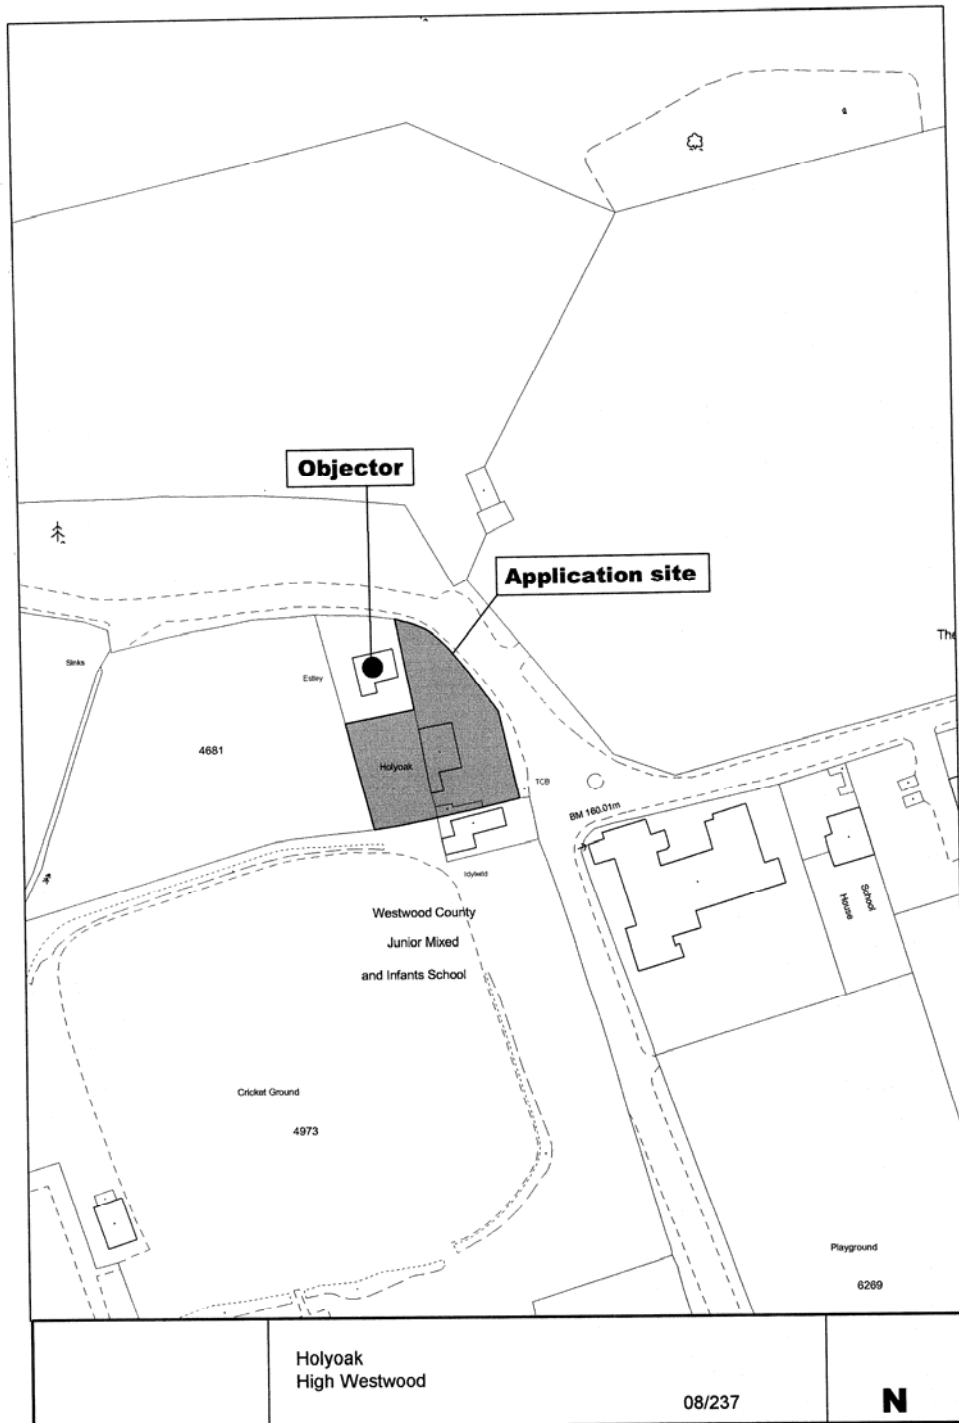 Objector
Application site
The
Sinks
Estley
4681
Holyoak
TCB
BM 160.01m
Idylwild
School
House
Westwood County
Junior Mixed
and Infants School
Cricket Ground
4973
Playground
6269
Holyoak
High Westwood
08/237
N